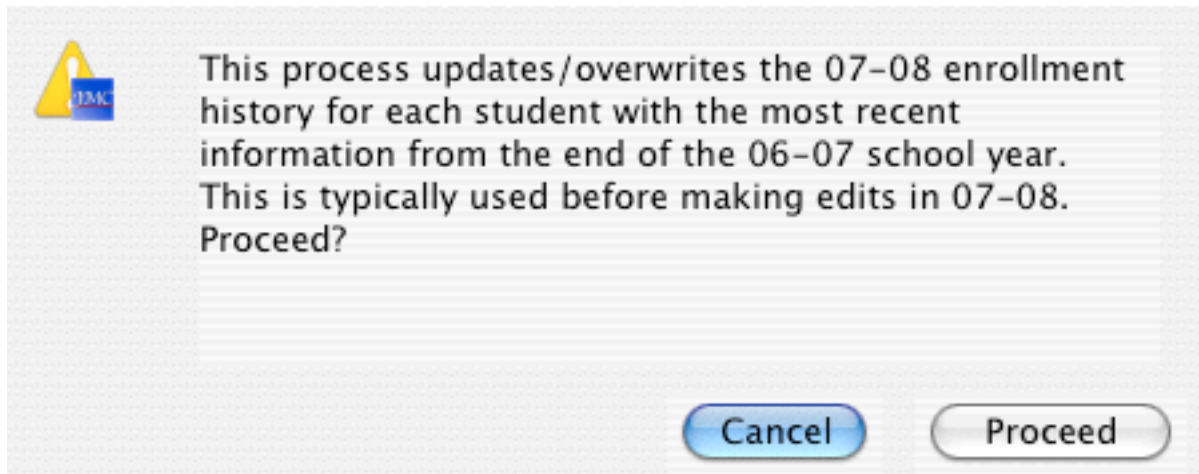 This process updates/overwrites the 07-08 enrollment
history for each student with the most recent
information from the end of the 06-07 school year.
This is typically used before making edits in 07-08.
Proceed?
Cancel
Proceed